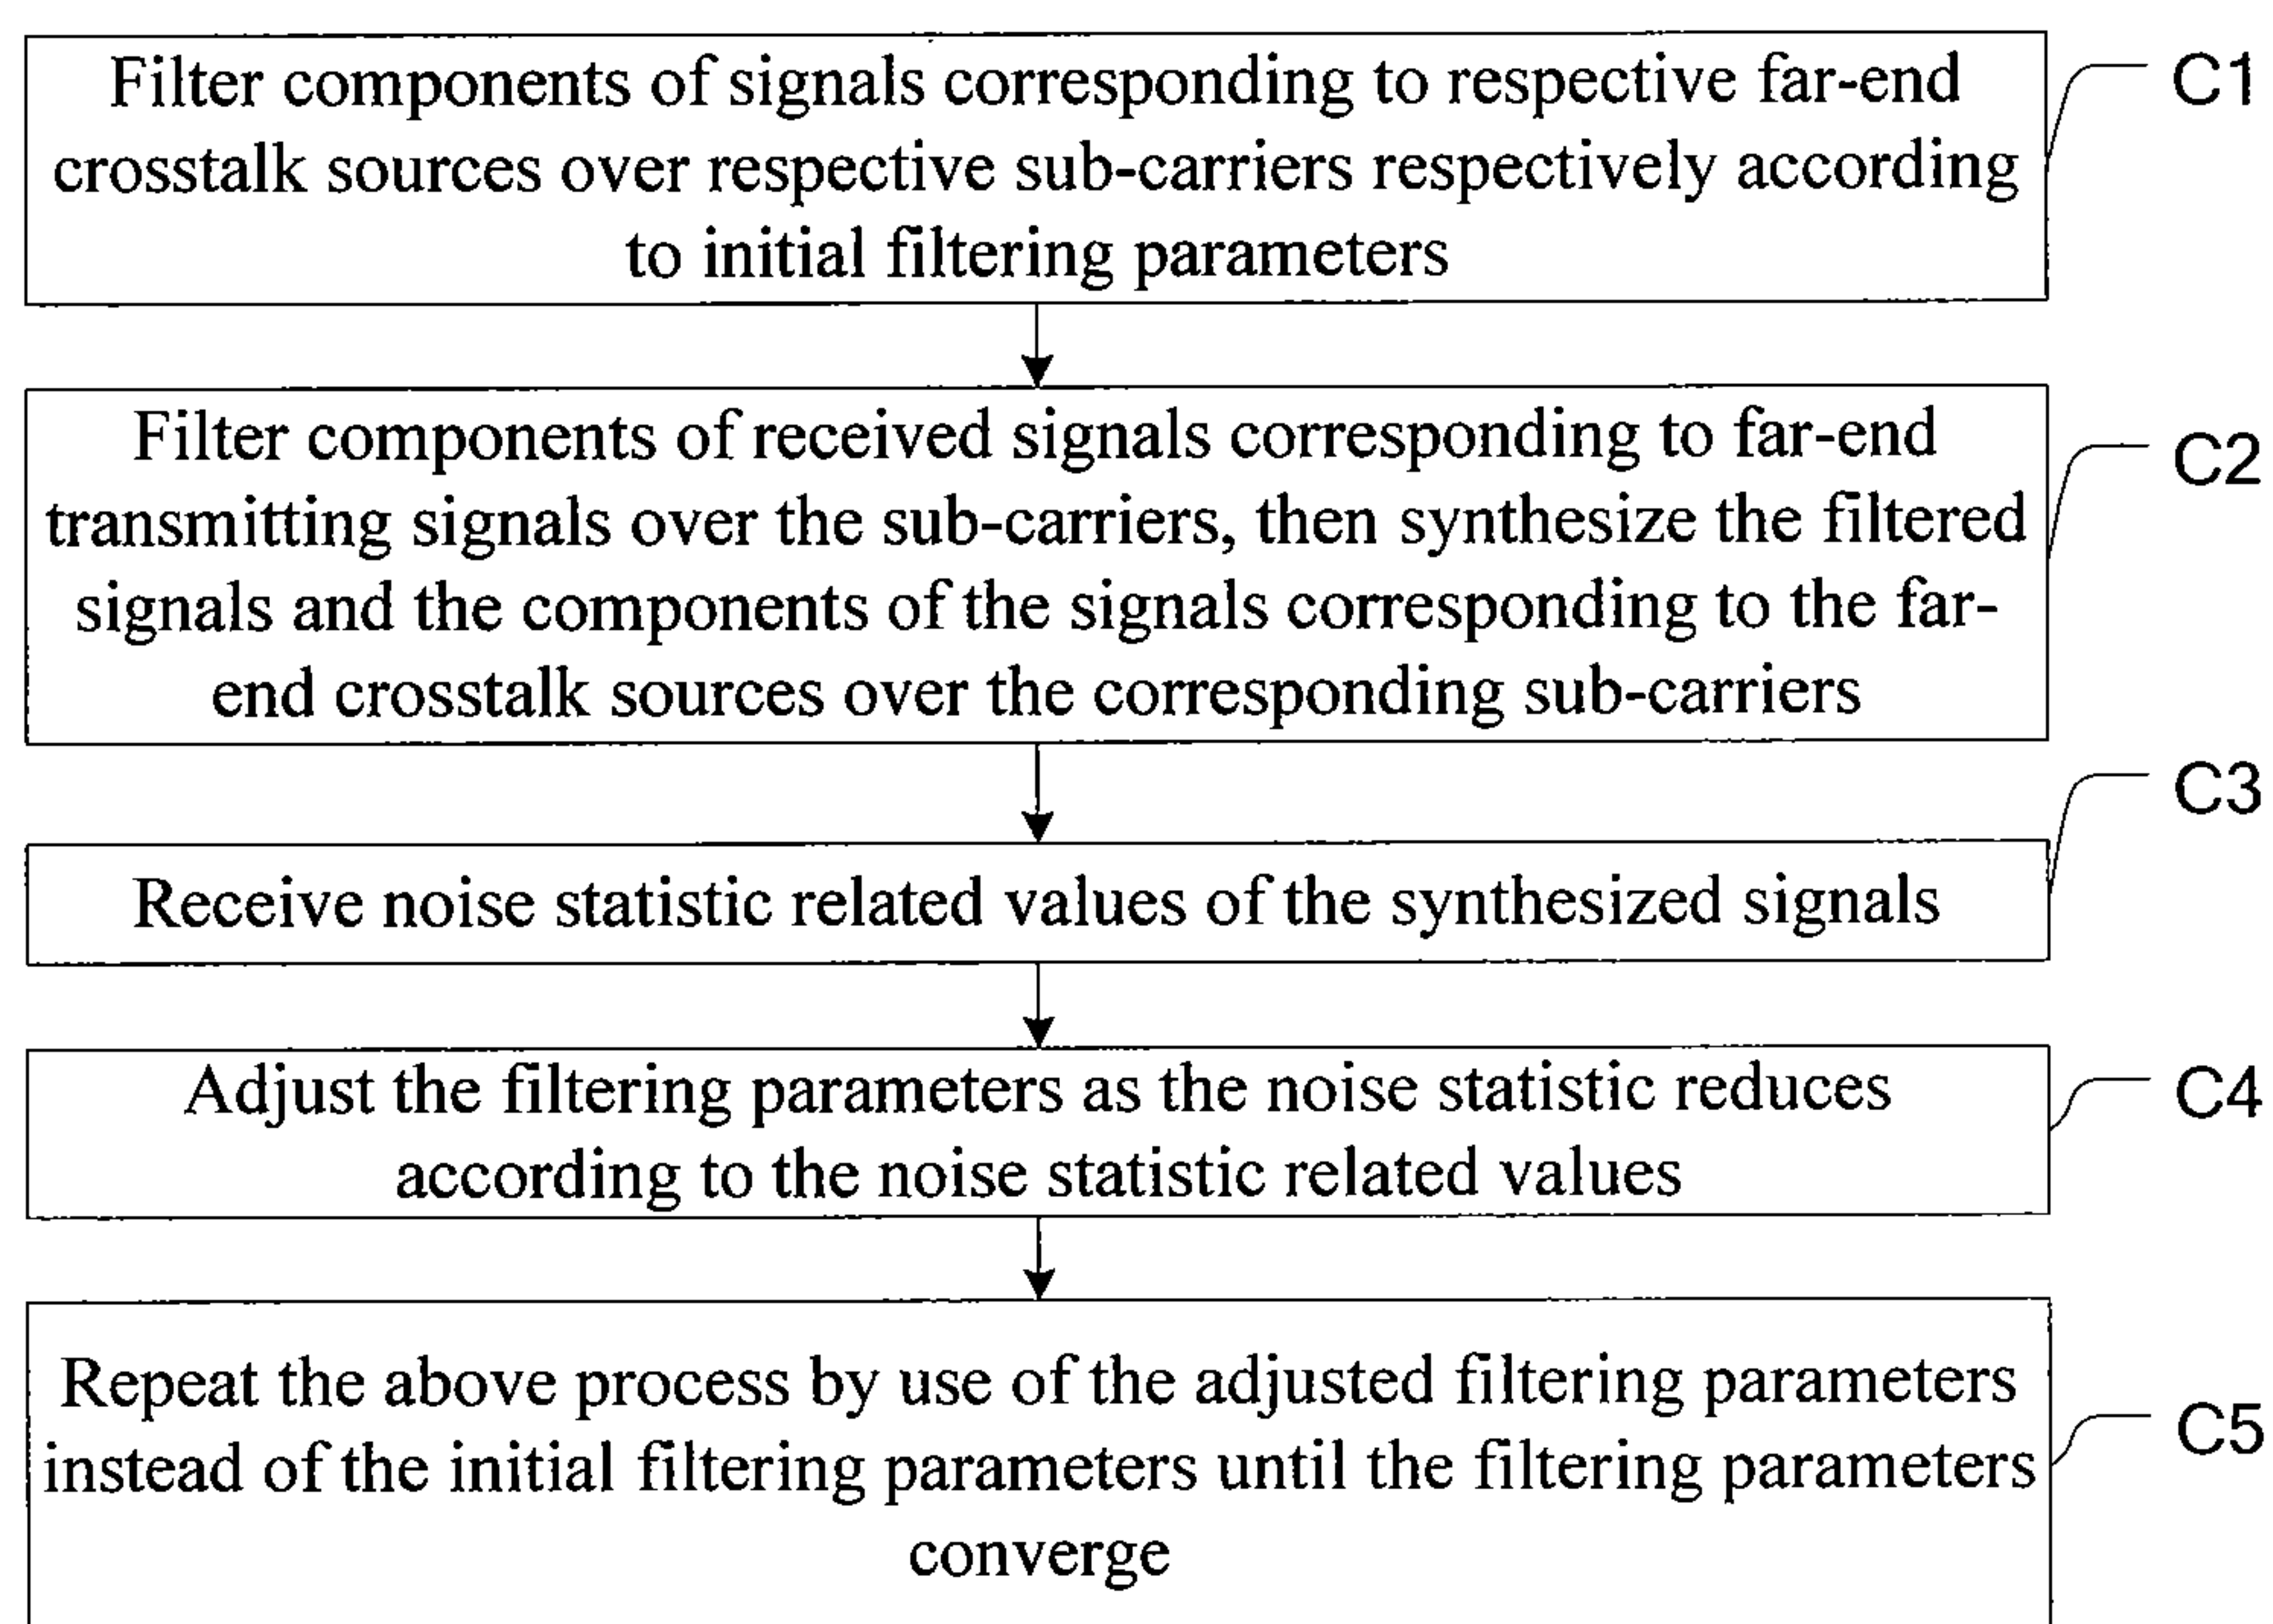 Filter components of signals corresponding to respective far-end
crosstalk sources over respective sub-carriers respectively according
to initial filtering parameters
C1
Filter components of received signals corresponding to far-end
transmitting signals over the sub-carriers, then synthesize the filtered
signals and the components of the signals corresponding to the far-
end crosstalk sources over the corresponding sub-carriers
C2
Receive noise statistic related values of the synthesized signals
C3
Adjust the filtering parameters as the noise statistic reduces
according to the noise statistic related values
C4
Repeat the above process by use of the adjusted filtering parameters
instead of the initial filtering parameters until the filtering parameters
converge
C5